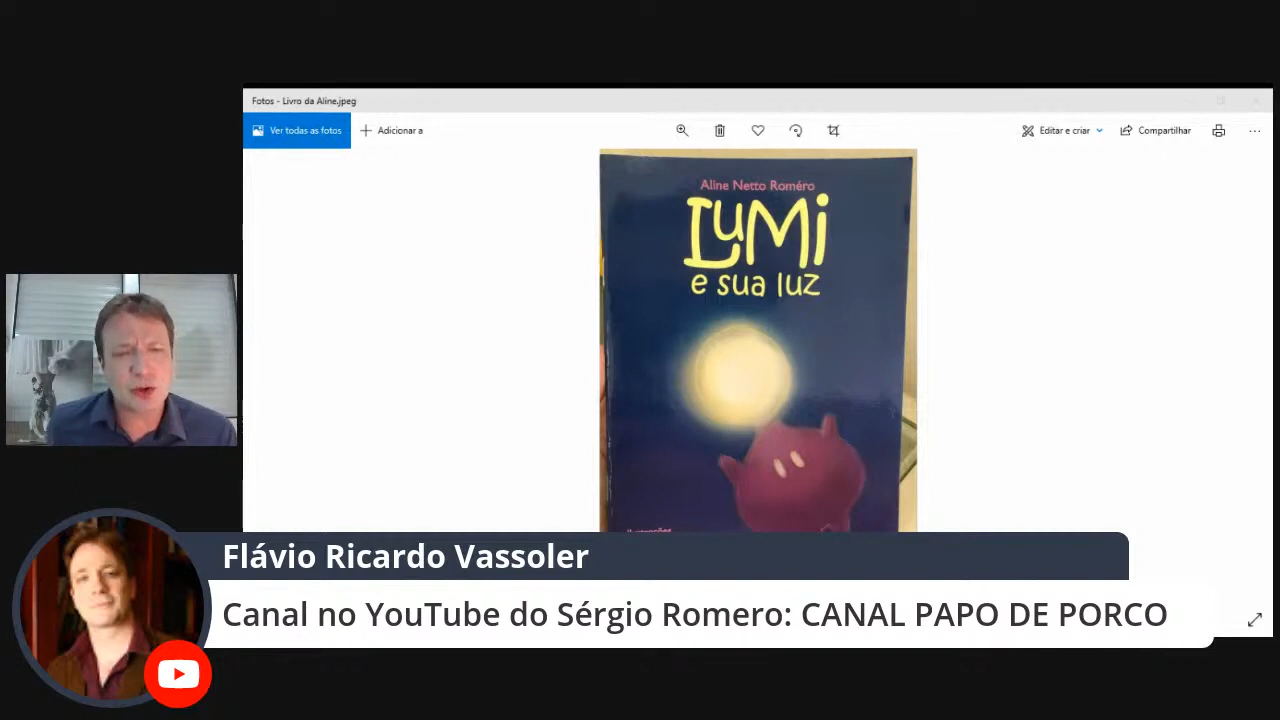 Fotos - Livro da Aline.jpeg
Ver todas as fotos
Adicionar a
Editar e criar
Compartilhar
Aline Netto Roméro
LuMi
e sua luz
Flávio Ricardo Vassoler
Canal no YouTube do Sérgio Romero: CANAL PAPO DE PORCO